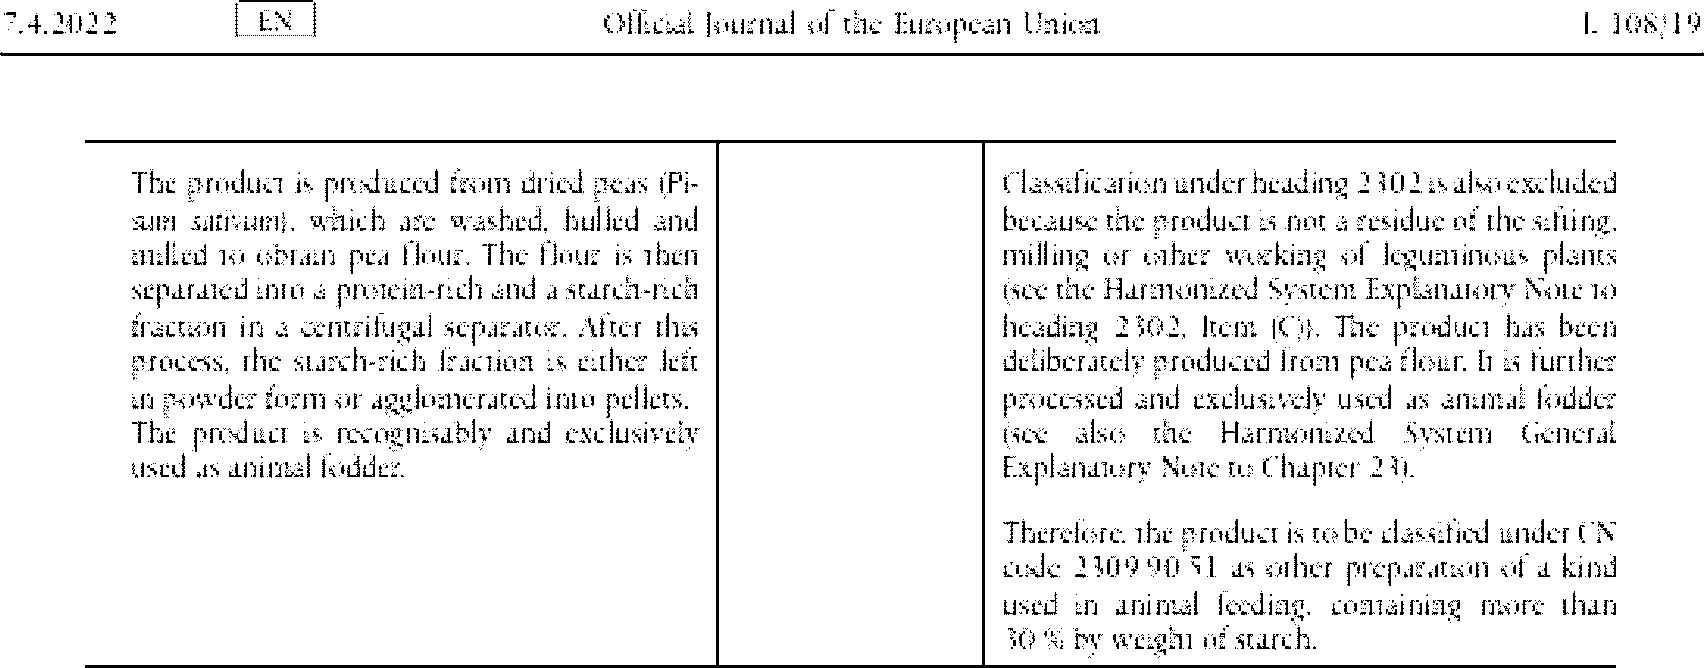 7.4.2022
EN
Official Journal of the European Union
L 108/19
The product is produced from dried peas (Pi-
sum sativum), which are washed, hulled and
milled to obtain pea flour. The flour is then
separated into a protein-rich and a starch-rich
fraction in a centrifugal separator. After this
process, the starch-rich fraction is either left
in powder form or agglomerated into pellets.
The product is recognisably and exclusively
used as animal fodder.
Classification under heading 2302 is also excluded
because the product is not a residue of the sifting,
milling or other working of leguminous plants
(see the Harmonized System Explanatory Note to
heading 2302, Item (C)). The product has been
deliberately produced from pea flour. It is further
processed and exclusively used as animal fodder
(see also the Harmonized System General
Explanatory Note to Chapter 23).
Therefore, the product is to be classified under CN
code 2309 90 51 as other preparation of a kind
used in animal feeding, containing more than
30 % by weight of starch.